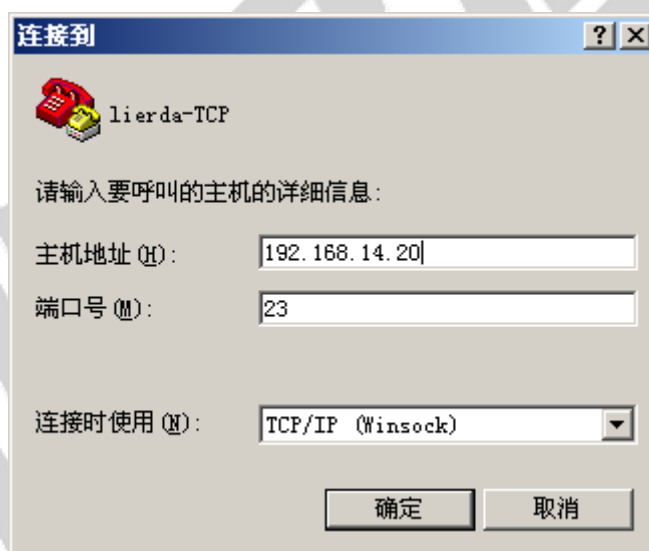 连接到
lierda-TCP
请输入要呼叫的主机的详细信息:
主机地址(H): 192.168.14.20
端口号(M): 23
连接时使用(N): TCP/IP (Winsock)
确定 取消